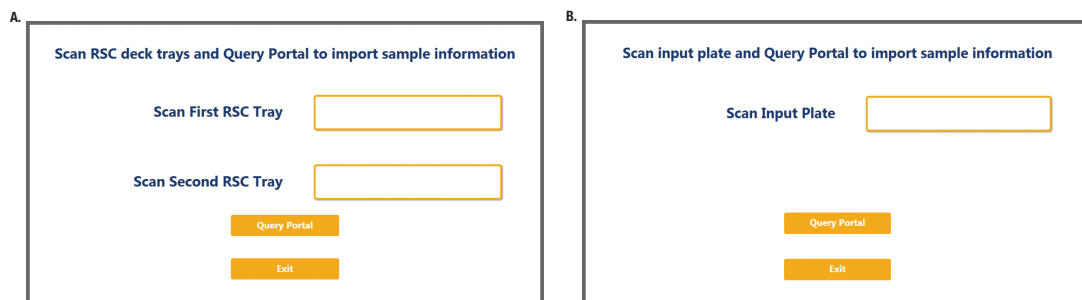 A.
Scan RSC deck trays and Query Portal to import sample information
Scan First RSC Tray
Scan Second RSC Tray
Query Portal
Exit
B.
Scan input plate and Query Portal to import sample information
Scan Input Plate
Query Portal
Exit